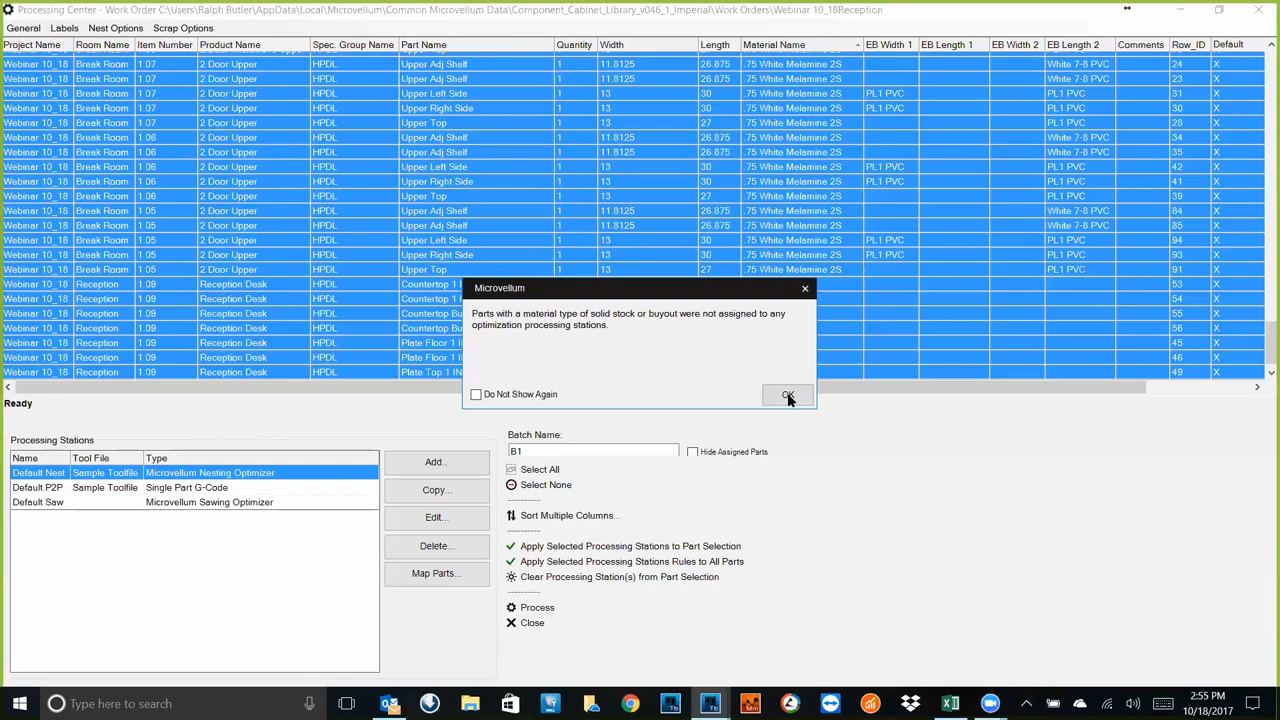 Processing Center - Work Order C:\Users\Ralph Butler\AppData\Local\Microvellum\Common Microvellum Data\Component_Cabinet_Library_v046_1_Imperial\Work Orders\Webinar 10_18Reception
General Labels Nest Options Scrap Options
Project Name Room Name Item Number Product Name Spec. Group Name Part Name Quantity Width Length Material Name EB Width 1 EB Length 1 EB Width 2 EB Length 2 Comments Row_ID Default
Webinar 10_18 Break Room 1.07 2 Door Upper HPDL Upper Adj Shelf 1 11.8125 26.875 .75 White Melamine 2S White 7-8 PVC 24 X
Webinar 10_18 Break Room 1.07 2 Door Upper HPDL Upper Adj Shelf 1 11.8125 26.875 .75 White Melamine 2S White 7-8 PVC 23 X
Webinar 10_18 Break Room 1.07 2 Door Upper HPDL Upper Left Side 1 13 30 .75 White Melamine 2S PL1 PVC PL1 PVC 31 X
Webinar 10_18 Break Room 1.07 2 Door Upper HPDL Upper Right Side 1 13 30 .75 White Melamine 2S PL1 PVC PL1 PVC 30 X
Webinar 10_18 Break Room 1.07 2 Door Upper HPDL Upper Top 1 13 27 .75 White Melamine 2S PL1 PVC 28 X
Webinar 10_18 Break Room 1.06 2 Door Upper HPDL Upper Adj Shelf 1 11.8125 26.875 .75 White Melamine 2S White 7-8 PVC 34 X
Webinar 10_18 Break Room 1.06 2 Door Upper HPDL Upper Adj Shelf 1 11.8125 26.875 .75 White Melamine 2S White 7-8 PVC 35 X
Webinar 10_18 Break Room 1.06 2 Door Upper HPDL Upper Left Side 1 13 30 .75 White Melamine 2S PL1 PVC PL1 PVC 42 X
Webinar 10_18 Break Room 1.06 2 Door Upper HPDL Upper Right Side 1 13 30 .75 White Melamine 2S PL1 PVC PL1 PVC 41 X
Webinar 10_18 Break Room 1.06 2 Door Upper HPDL Upper Top 1 13 27 .75 White Melamine 2S PL1 PVC 39 X
Webinar 10_18 Break Room 1.05 2 Door Upper HPDL Upper Adj Shelf 1 11.8125 26.875 .75 White Melamine 2S White 7-8 PVC 84 X
Webinar 10_18 Break Room 1.05 2 Door Upper HPDL Upper Adj Shelf 1 11.8125 26.875 .75 White Melamine 2S White 7-8 PVC 85 X
Webinar 10_18 Break Room 1.05 2 Door Upper HPDL Upper Left Side 1 13 30 .75 White Melamine 2S PL1 PVC PL1 PVC 94 X
Webinar 10_18 Break Room 1.05 2 Door Upper HPDL Upper Right Side 1 13 30 .75 White Melamine 2S PL1 PVC PL1 PVC 93 X
Webinar 10_18 Break Room 1.05 2 Door Upper HPDL Upper Top 1 13 27 .75 White Melamine 2S PL1 PVC 91 X
Webinar 10_18 Reception 1.09 Reception Desk HPDL Countertop 1 53 X
Webinar 10_18 Reception 1.09 Reception Desk HPDL Countertop 1 54 X
Webinar 10_18 Reception 1.09 Reception Desk HPDL Countertop 55 X
Webinar 10_18 Reception 1.09 Reception Desk HPDL Countertop 56 X
Webinar 10_18 Reception 1.09 Reception Desk HPDL Plate Floor 1 45 X
Webinar 10_18 Reception 1.09 Reception Desk HPDL Plate Floor 1 46 X
Webinar 10_18 Reception 1.09 Reception Desk HPDL Plate Top 1 49 X
Microvellum
Parts with a material type of solid stock or buyout were not assigned to any
optimization processing stations.
Do Not Show Again OK
Ready
Processing Stations
Name Tool File Type
Default Nest Sample Toolfile Microvellum Nesting Optimizer
Default P2P Sample Toolfile Single Part G-Code
Default Saw Microvellum Sawing Optimizer
Add...
Copy...
Edit...
Delete...
Map Parts...
Batch Name:
B1 Hide Assigned Parts
Select All
Select None
----------
Sort Multiple Columns...
----------
Apply Selected Processing Stations to Part Selection
Apply Selected Processing Stations Rules to All Parts
Clear Processing Station(s) from Part Selection
----------
Process
Close
Type here to search
2:55 PM
10/18/2017